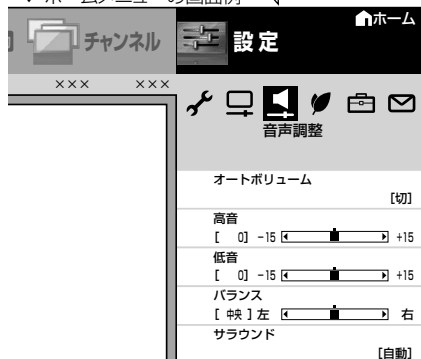 ホームメニューの画面例
チャンネル
設定
ホーム
××× ×××
音声調整
オートボリューム
[切]
高音
[ 0] -15 +15
低音
[ 0] -15 +15
バランス
[ 中央 ] 左 右
サラウンド
[自動]